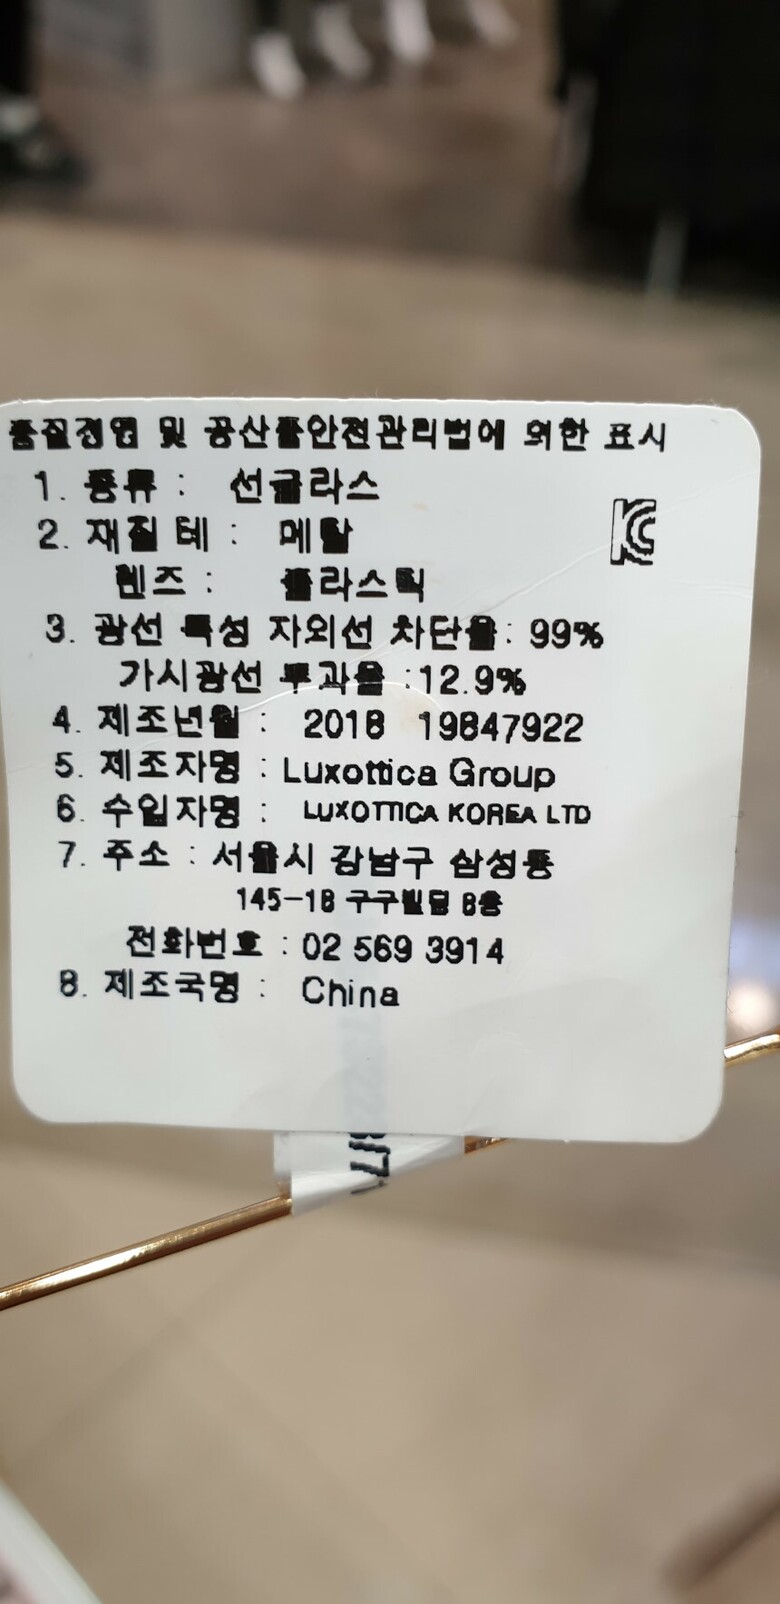 품질경영 및 공산품안전관리법에 의한 표시
1. 종류 : 선글라스
KC
2. 재질 테 : 메탈
렌즈 : 플라스틱
3. 광선 특성 자외선 차단율: 99%
가시광선 투과율 :12.9%
4. 제조년월 : 2018 19847922
5. 제조자명 : Luxottica Group
6. 수입자명 : LUXOTTICA KOREA LTD
7. 주소 : 서울시 강남구 삼성동
145-18 구구빌딩 8층
전화번호 : 02 569 3914
8. 제조국명 : China